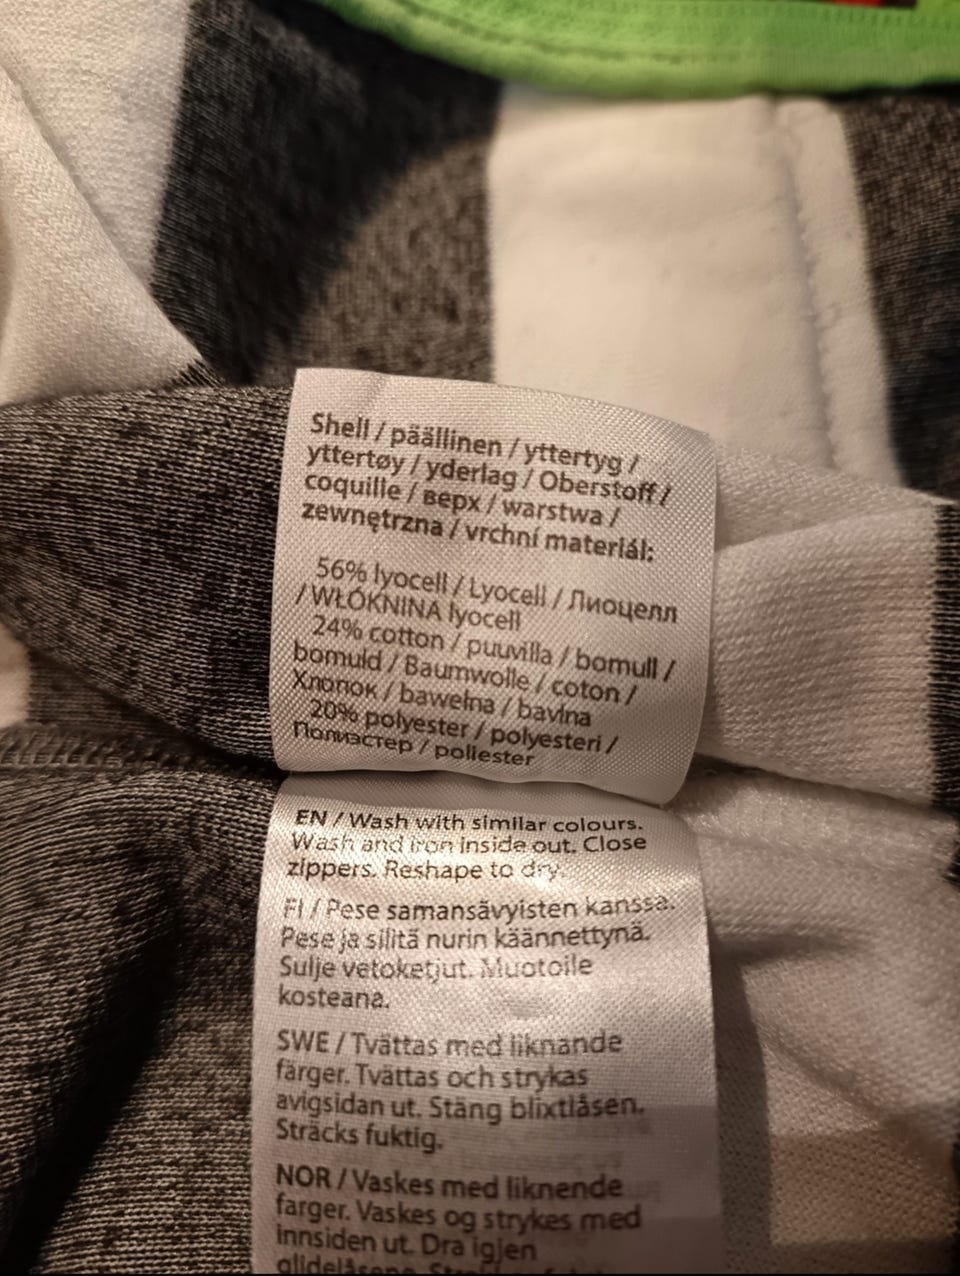 Shell / päällinen / yttertyg /
yttertøy / yderlag / Oberstoff /
coquille / верх / warstwa /
zewnętrzna / vrchní materiál:
56% lyocell / Lyocell / Лиоцелл
/ WŁÓKNINA lyocell
24% cotton / puuvilla / bomull /
bomuld / Baumwolle / coton /
Хлопок / bawełna / bavlna
20% polyester / polyesteri /
Полиэстер / poliester
EN / Wash with similar colours.
Wash and iron inside out. Close
zippers. Reshape to dry.
FI / Pese samansävyisten kanssa.
Pese ja silitä nurin käännettynä.
Sulje vetoketjut. Muotoile
kosteana.
SWE / Tvättas med liknande
färger. Tvättas och strykas
avigsidan ut. Stäng blixtlåsen.
Sträcks fuktig.
NOR / Vaskes med liknende
farger. Vaskes og strykes med
innsiden ut. Dra igjen
glidelåsene.